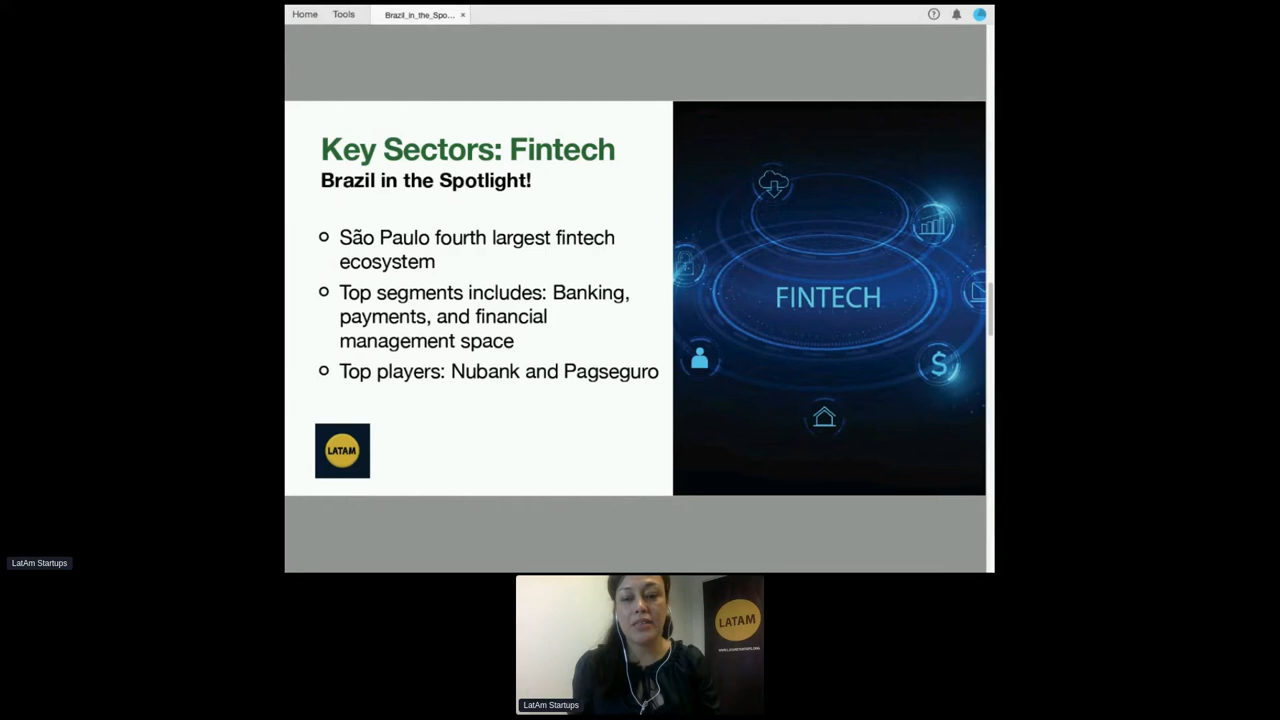 Home Tools Brazil_in_the_Spo... ×
Key Sectors: Fintech
Brazil in the Spotlight!
São Paulo fourth largest fintech
ecosystem
Top segments includes: Banking,
payments, and financial
management space
Top players: Nubank and Pagseguro
LATAM
FINTECH
$
LatAm Startups
LATAM
LatAm Startups